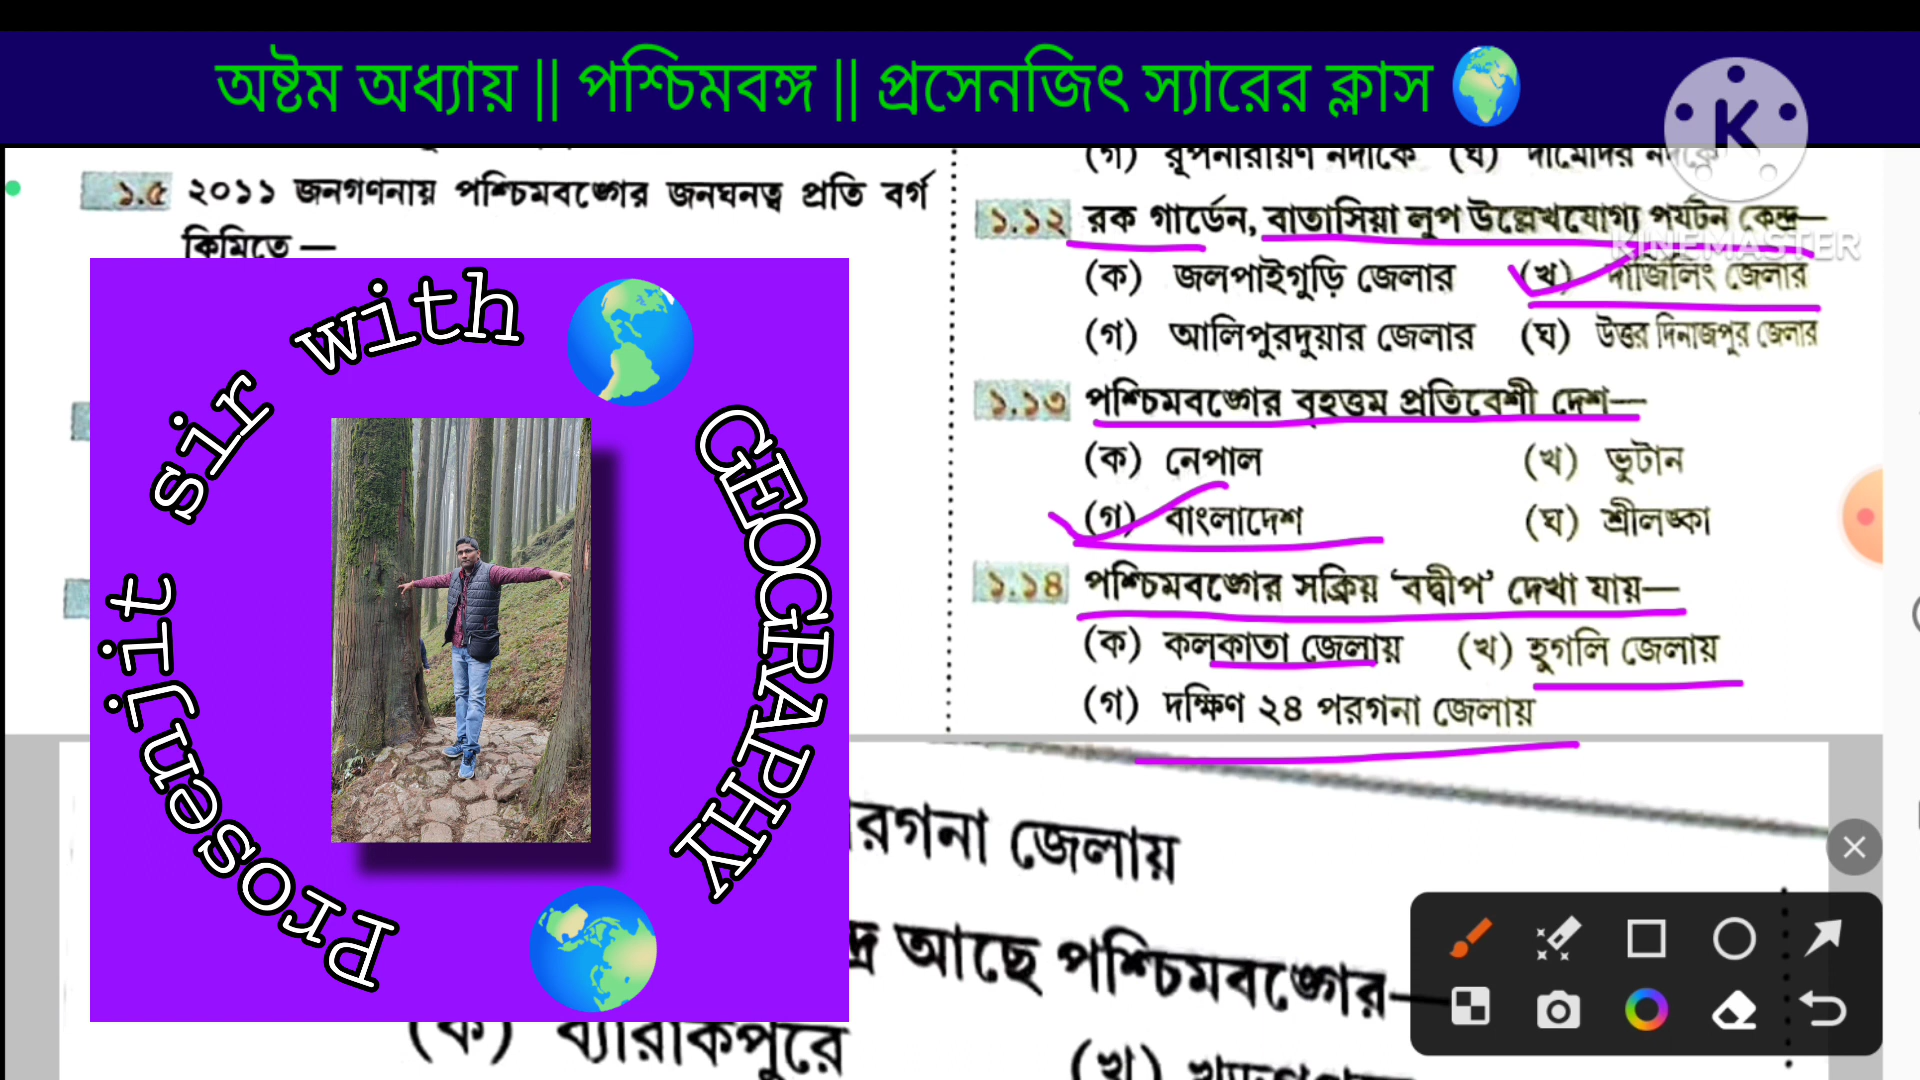 অষ্টম অধ্যায় || পশ্চিমবঙ্গ || প্রসেনজিৎ স্যারের ক্লাস
K
KINEMASTER
১.৫ ২০১১ জনগণনায় পশ্চিমবঙ্গের জনঘনত্ব প্রতি বর্গ
কিমিতে —
Prosenjit sir with GEOGRAPHY
(গ) রূপনারায়ণ নদীকে (ঘ) দামোদর নদীকে
১.১২ রক গার্ডেন, বাতাসিয়া লুপ উল্লেখযোগ্য পর্যটন কেন্দ্র—
(ক) জলপাইগুড়ি জেলার (খ) দার্জিলিং জেলার
(গ) আলিপুরদুয়ার জেলার (ঘ) উত্তর দিনাজপুর জেলার
১.১৩ পশ্চিমবঙ্গের বৃহত্তম প্রতিবেশী দেশ—
(ক) নেপাল (খ) ভুটান
(গ) বাংলাদেশ (ঘ) শ্রীলঙ্কা
১.১৪ পশ্চিমবঙ্গের সক্রিয় ‘বদ্বীপ’ দেখা যায়—
(ক) কলকাতা জেলায় (খ) হুগলি জেলায়
(গ) দক্ষিণ ২৪ পরগনা জেলায়
রগনা জেলায়
আছে পশ্চিমবঙ্গের—
(ক) ব্যারাকপুরে
(খ)